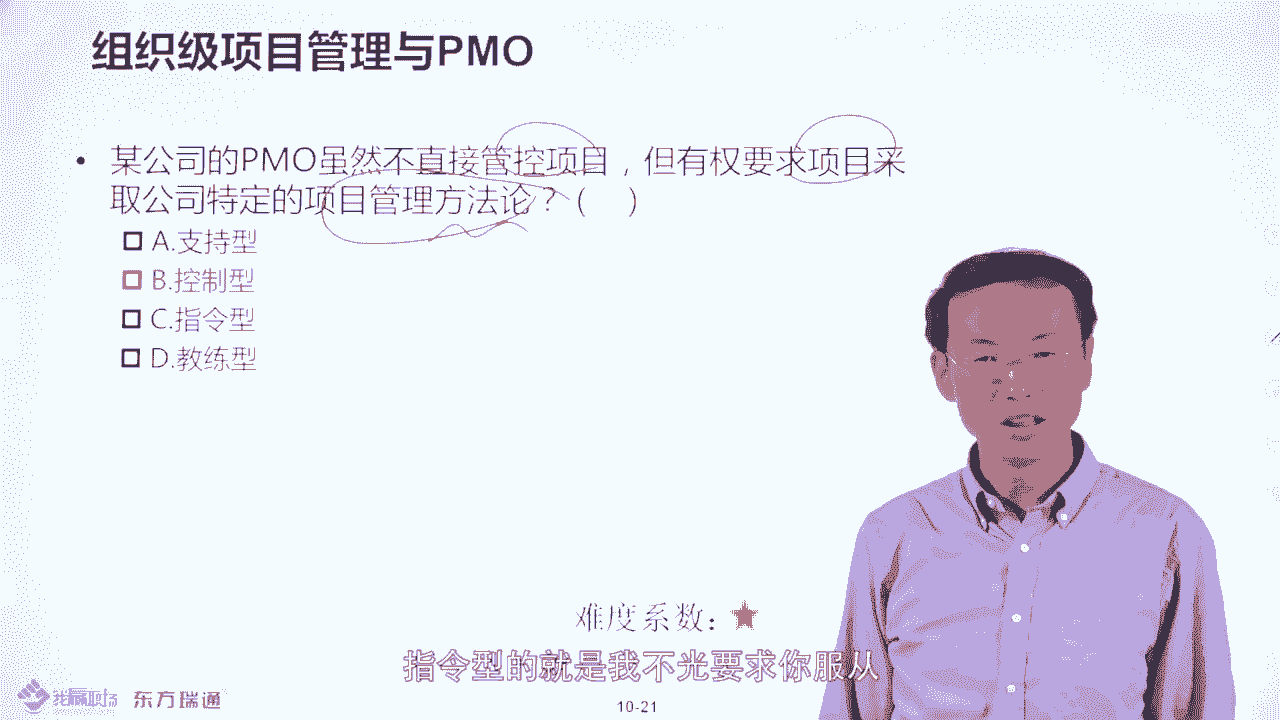 组织级项目管理与PMO
• 某公司的PMO虽然不直接管控项目，但有权要求项目采
取公司特定的项目管理方法论？（ ）
A.支持型
B.控制型
C.指令型
D.教练型
难度系数：★
指令型的就是我不光要求你服从
东方瑞通
10-21